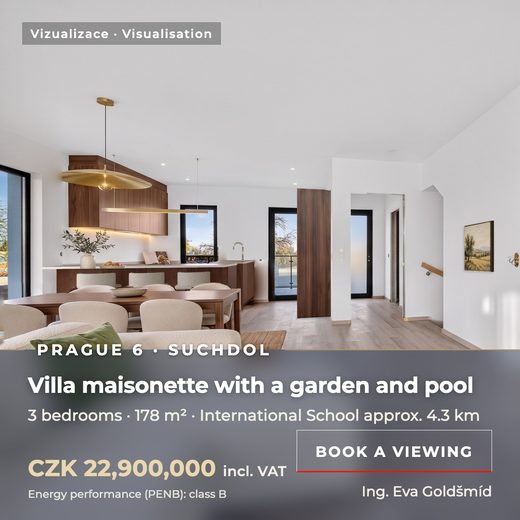 Vizualizace · Visualisation
PRAGUE 6 · SUCHDOL
Villa maisonette with a garden and pool
3 bedrooms · 178 m² · International School approx. 4.3 km
BOOK A VIEWING
CZK 22,900,000 incl. VAT
Energy performance (PENB): class B
Ing. Eva Goldšmíd